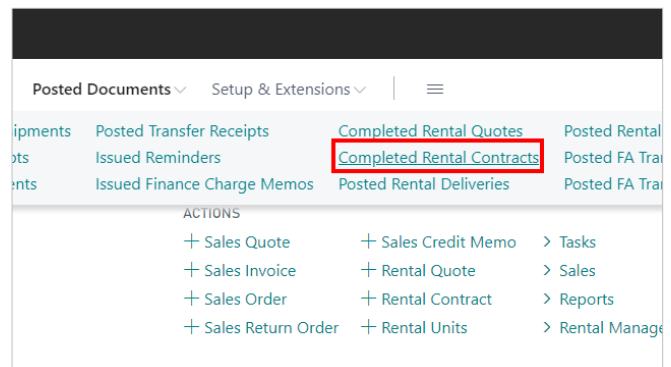 Posted Documents Setup & Extensions
ipments Posted Transfer Receipts Completed Rental Quotes Posted Rental
pts Issued Reminders Completed Rental Contracts Posted FA Tra
ents Issued Finance Charge Memos Posted Rental Deliveries Posted FA Tra
ACTIONS
+ Sales Quote + Sales Credit Memo > Tasks
+ Sales Invoice + Rental Quote > Sales
+ Sales Order + Rental Contract > Reports
+ Sales Return Order + Rental Units > Rental Manage